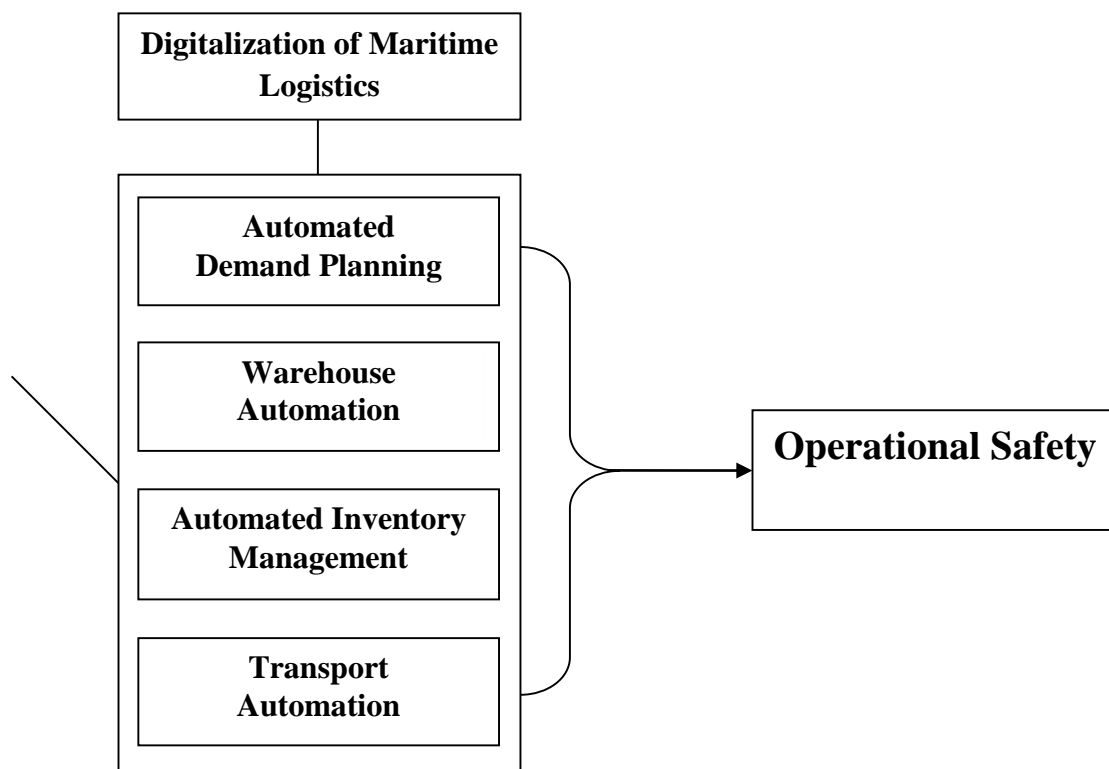 Digitalization of Maritime
Logistics
Automated
Demand Planning
Warehouse
Automation
Automated Inventory
Management
Transport
Automation
Operational Safety